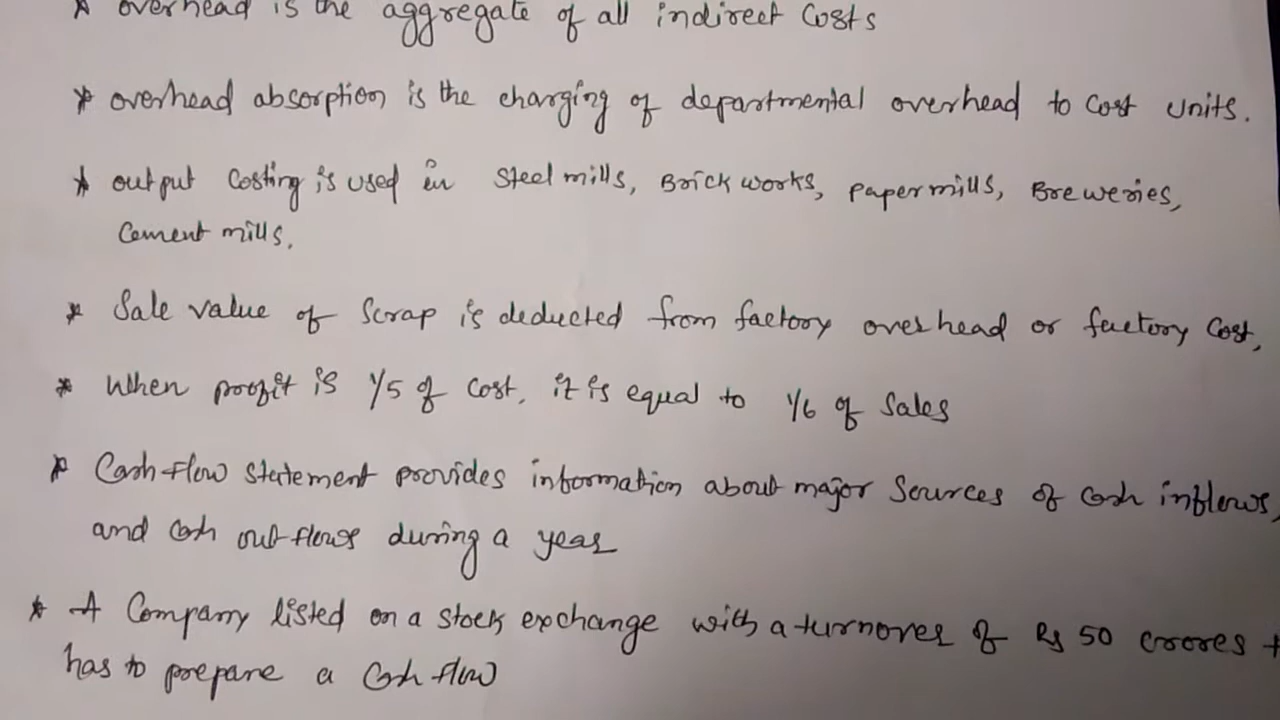 * overhead is the aggregate of all indirect costs
* overhead absorption is the charging of departmental overhead to cost units.
* output costing is used in steel mills, Brick works, paper mills, Breweries,
Cement mills.
* Sale value of scrap is deducted from factory overhead or factory cost,
* When profit is 1/5 of cost, it is equal to 1/6 of sales
* Cash flow statement provides information about major sources of cash inflows,
and cash outflows during a year
* A Company listed on a stock exchange with a turnover of Rs 50 crores +
has to prepare a cash flow